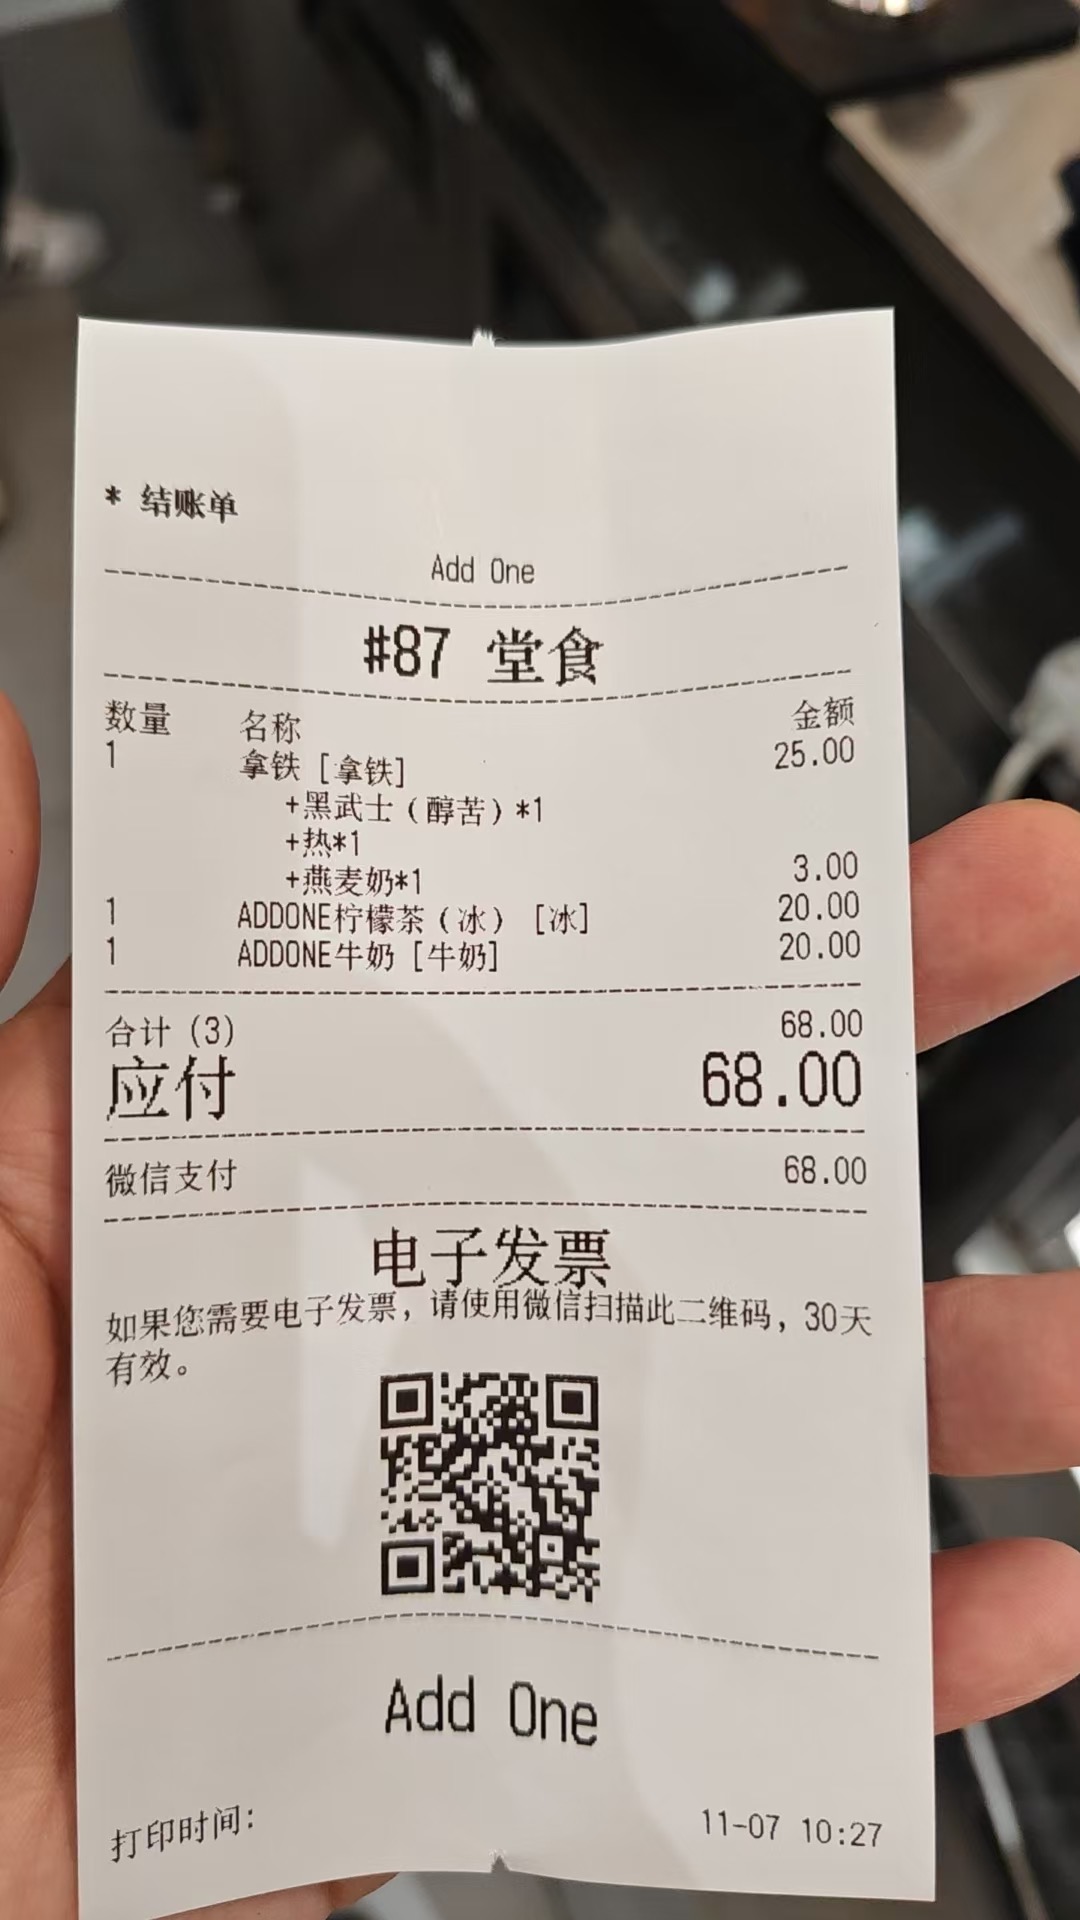 * 结账单
Add One
#87 堂食
数量 名称 金额
1 拿铁 [拿铁] 25.00
+黑武士（醇苦）*1
+热*1
+燕麦奶*1 3.00
1 ADDONE柠檬茶（冰） [冰] 20.00
1 ADDONE牛奶 [牛奶] 20.00
合计 (3) 68.00
应付 68.00
微信支付 68.00
电子发票
如果您需要电子发票，请使用微信扫描此二维码，30天
有效。
Add One
打印时间: 11-07 10:27